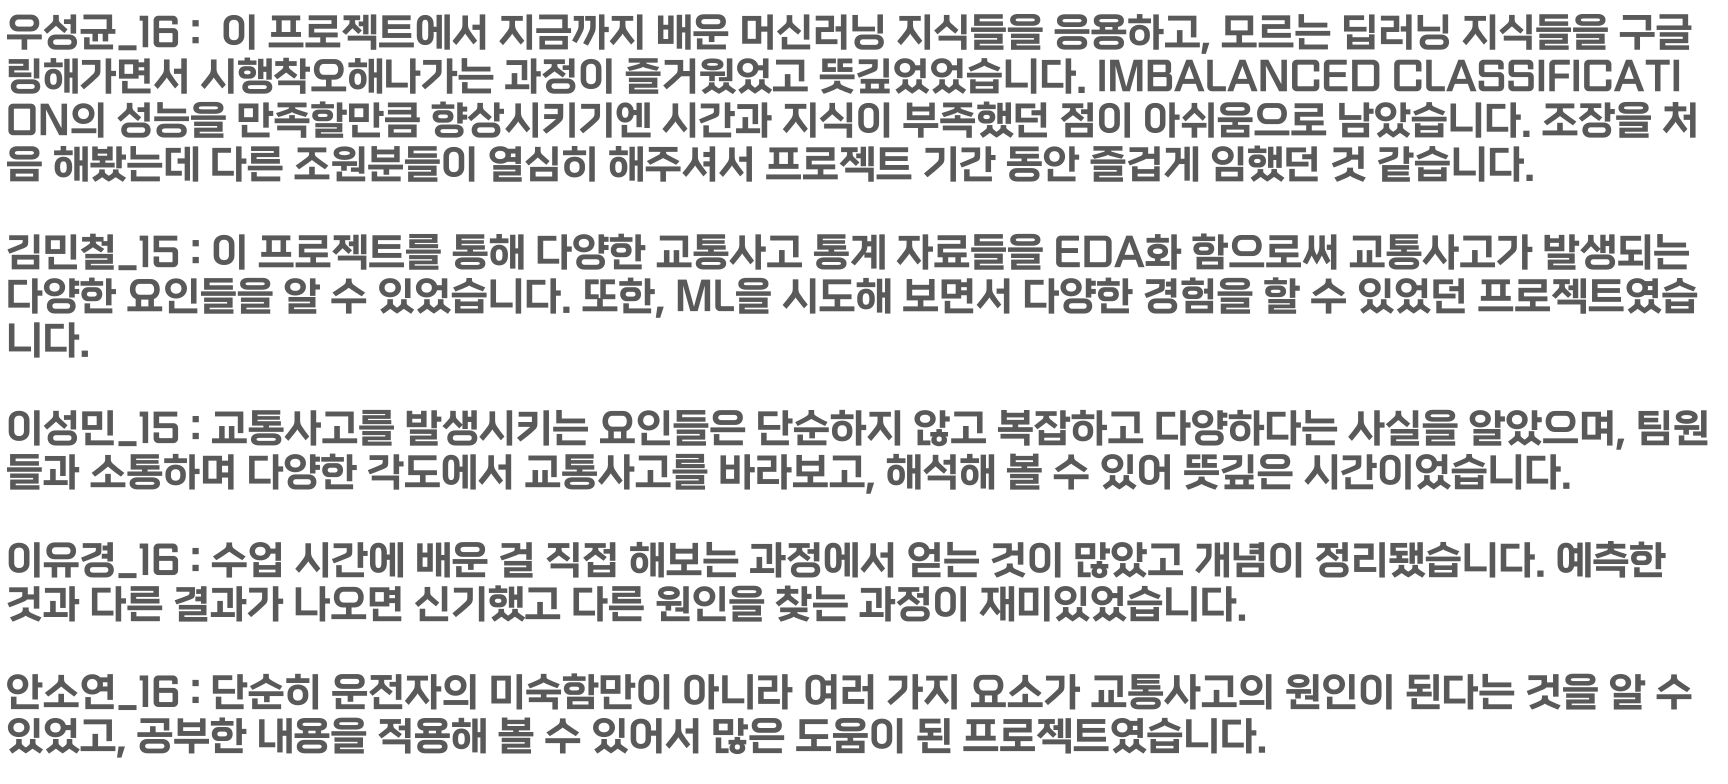 우성균_16 :  이 프로젝트에서 지금까지 배운 머신러닝 지식들을 응용하고, 모르는 딥러닝 지식들을 구글
링해가면서 시행착오해나가는 과정이 즐거웠었고 뜻깊었었습니다. IMBALANCED CLASSIFICATI
ON의 성능을 만족할만큼 향상시키기엔 시간과 지식이 부족했던 점이 아쉬움으로 남았습니다. 조장을 처
음 해봤는데 다른 조원분들이 열심히 해주셔서 프로젝트 기간 동안 즐겁게 임했던 것 같습니다.

김민철_15 : 이 프로젝트를 통해 다양한 교통사고 통계 자료들을 EDA화 함으로써 교통사고가 발생되는
다양한 요인들을 알 수 있었습니다. 또한, ML을 시도해 보면서 다양한 경험을 할 수 있었던 프로젝트였습
니다.

이성민_15 : 교통사고를 발생시키는 요인들은 단순하지 않고 복잡하고 다양하다는 사실을 알았으며, 팀원
들과 소통하며 다양한 각도에서 교통사고를 바라보고, 해석해 볼 수 있어 뜻깊은 시간이었습니다.

이유경_16 : 수업 시간에 배운 걸 직접 해보는 과정에서 얻는 것이 많았고 개념이 정리됐습니다. 예측한
것과 다른 결과가 나오면 신기했고 다른 원인을 찾는 과정이 재미있었습니다.

안소연_16 : 단순히 운전자의 미숙함만이 아니라 여러 가지 요소가 교통사고의 원인이 된다는 것을 알 수
있었고, 공부한 내용을 적용해 볼 수 있어서 많은 도움이 된 프로젝트였습니다.